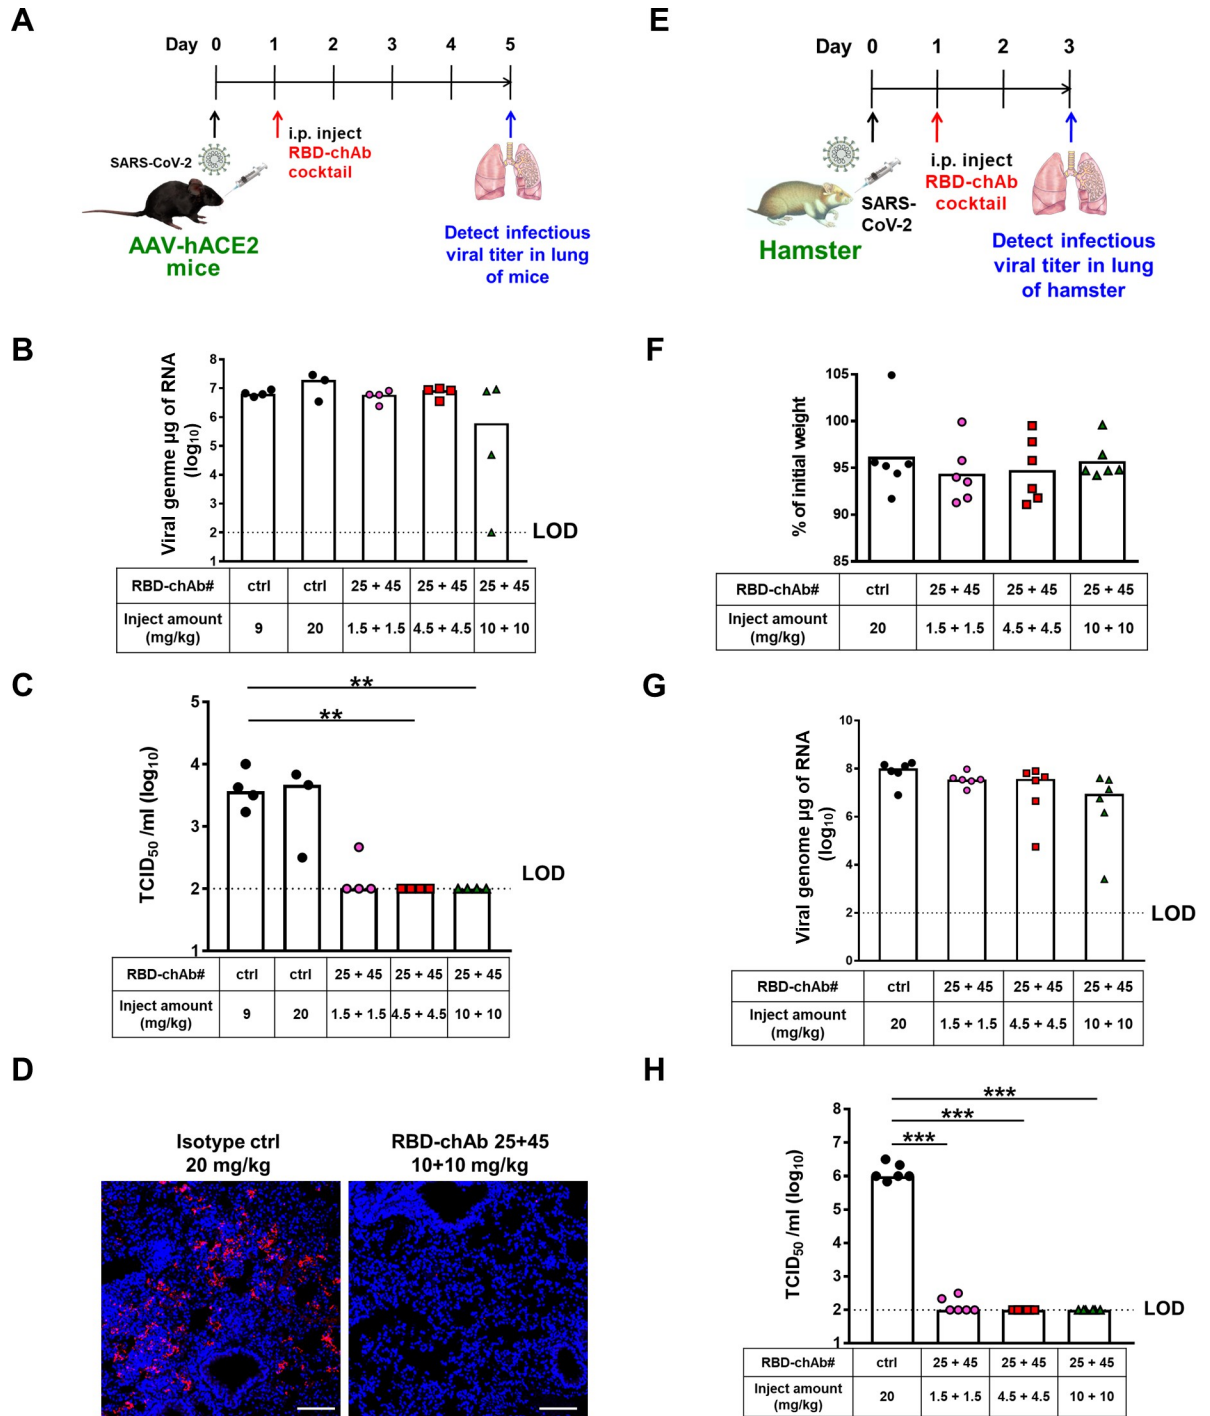 A
Day 0 1 2 3 4 5
SARS-CoV-2
i.p. inject
RBD-chAb
cocktail
AAV-hACE2
mice
Detect infectious
viral titer in lung
of mice
E
Day 0 1 2 3
SARS-CoV-2
i.p. inject
RBD-chAb
cocktail
SARS-
CoV-2
Hamster
Detect infectious
viral titer in lung
of hamster
B
Viral genme µg of RNA
(log10)
8
7
6
5
4
3
2
1
LOD
RBD-chAb# ctrl ctrl 25 + 45 25 + 45 25 + 45
Inject amount
(mg/kg) 9 20 1.5 + 1.5 4.5 + 4.5 10 + 10
F
% of initial weight
105
100
95
90
85
RBD-chAb# ctrl 25 + 45 25 + 45 25 + 45
Inject amount
(mg/kg) 20 1.5 + 1.5 4.5 + 4.5 10 + 10
C
TCID50 /ml (log10)
5
4
3
2
1
**
**
LOD
RBD-chAb# ctrl ctrl 25 + 45 25 + 45 25 + 45
Inject amount
(mg/kg) 9 20 1.5 + 1.5 4.5 + 4.5 10 + 10
G
Viral genome µg of RNA
(log10)
10
8
6
4
2
0
LOD
RBD-chAb# ctrl 25 + 45 25 + 45 25 + 45
Inject amount
(mg/kg) 20 1.5 + 1.5 4.5 + 4.5 10 + 10
D
Isotype ctrl
20 mg/kg
RBD-chAb 25+45
10+10 mg/kg
H
TCID50 /ml (log10)
8
7
6
5
4
3
2
1
***
***
***
LOD
RBD-chAb# ctrl 25 + 45 25 + 45 25 + 45
Inject amount
(mg/kg) 20 1.5 + 1.5 4.5 + 4.5 10 + 10